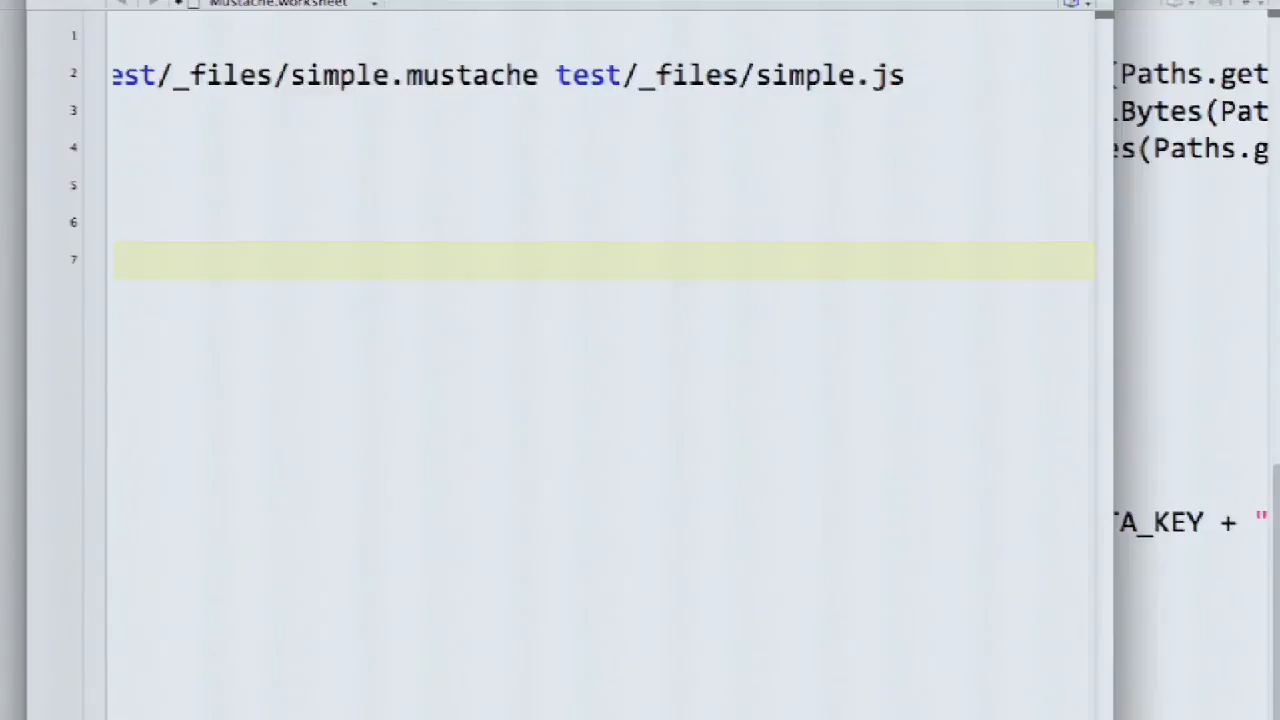 Mustache.worksheet
1
2 est/_files/simple.mustache test/_files/simple.js
3
4
5
6
7
(Paths.get
Bytes(Pat
es(Paths.g
TA_KEY + "